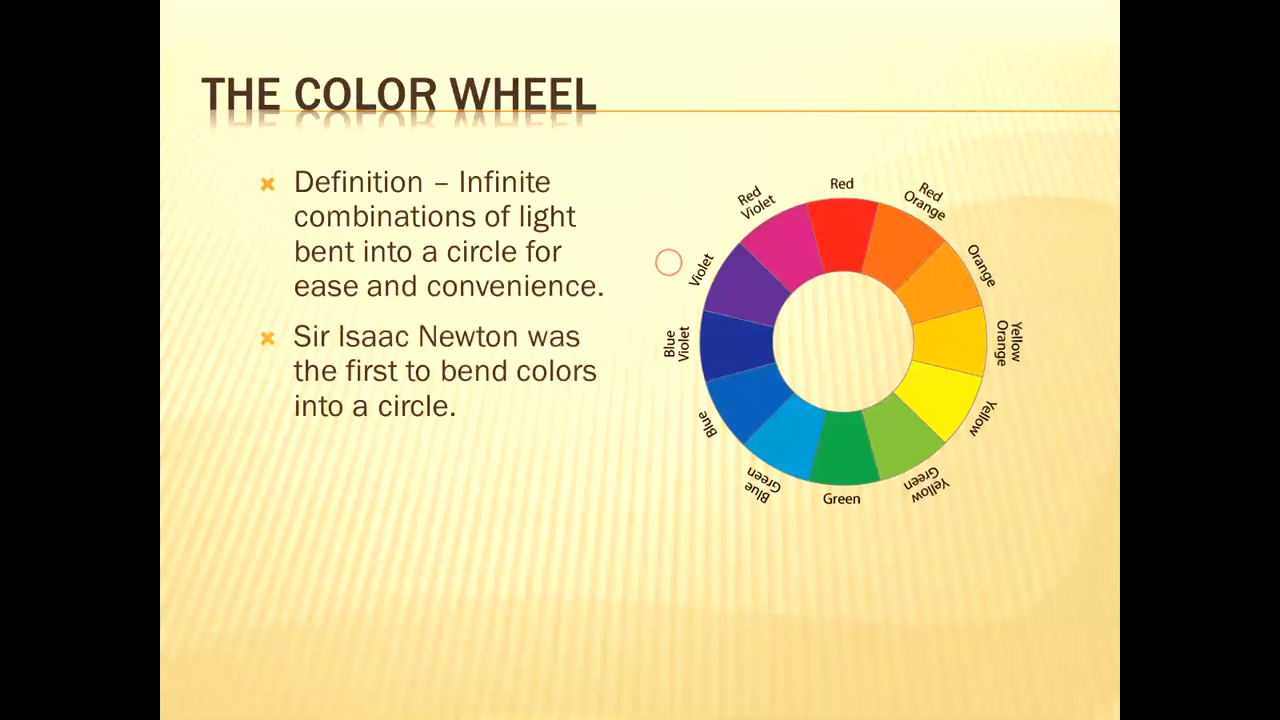 THE COLOR WHEEL
Definition – Infinite
combinations of light
bent into a circle for
ease and convenience.
Sir Isaac Newton was
the first to bend colors
into a circle.
Red
Red
Orange
Orange
Yellow
Orange
Yellow
Yellow
Green
Green
Blue
Green
Blue
Blue
Violet
Violet
Red
Violet